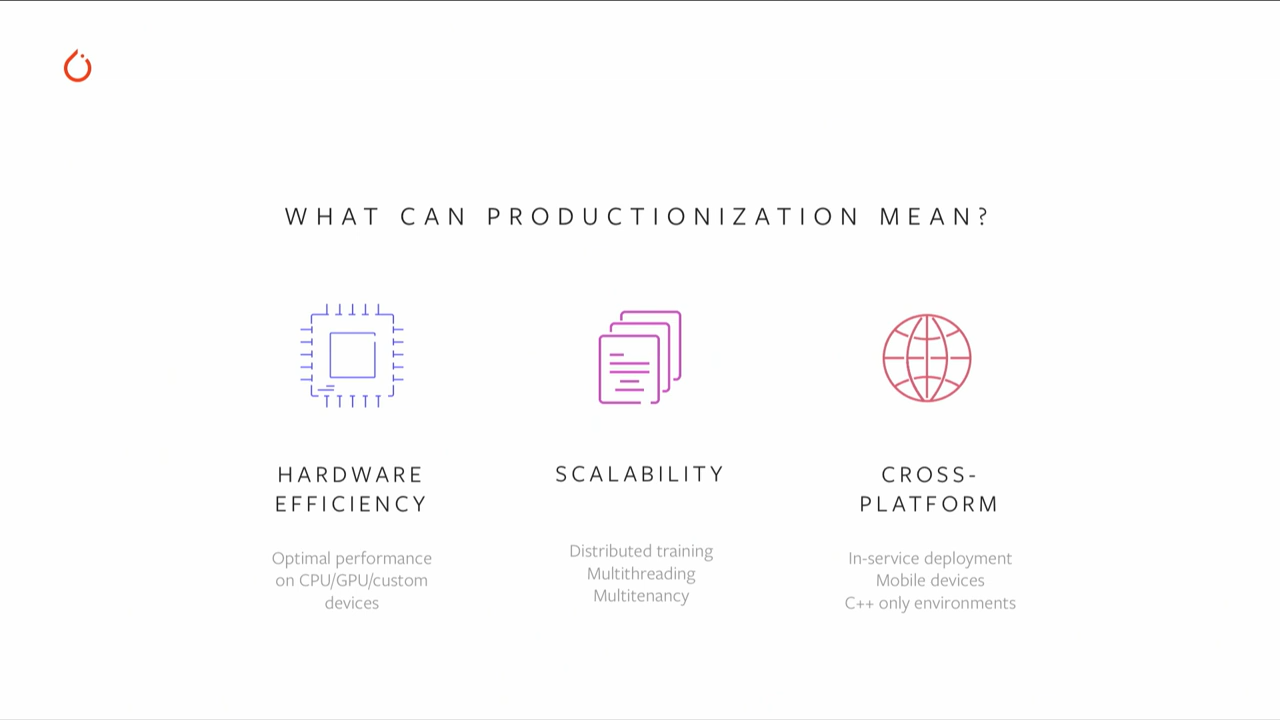 WHAT CAN PRODUCTIONIZATION MEAN?
HARDWARE
EFFICIENCY
Optimal performance
on CPU/GPU/custom
devices
SCALABILITY
Distributed training
Multithreading
Multitenancy
CROSS-
PLATFORM
In-service deployment
Mobile devices
C++ only environments